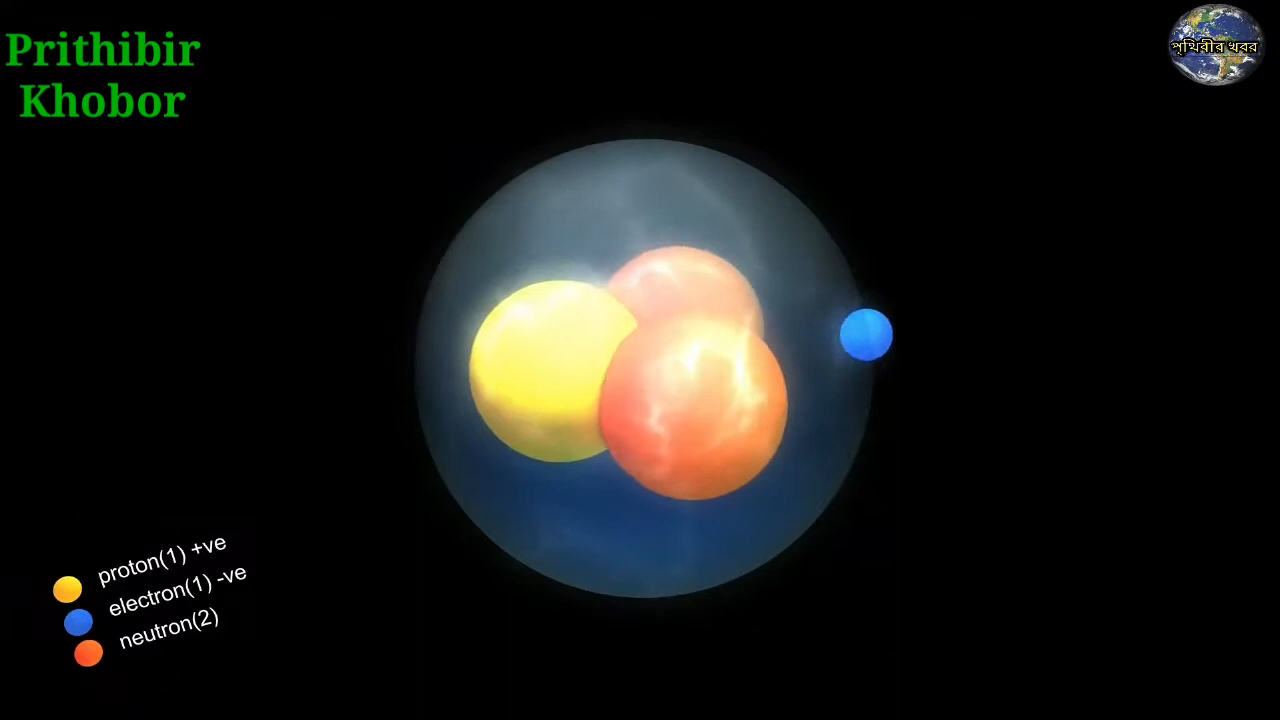 Prithibir
Khobor
পৃথিবীর খবর
proton(1) +ve
electron(1) -ve
neutron(2)